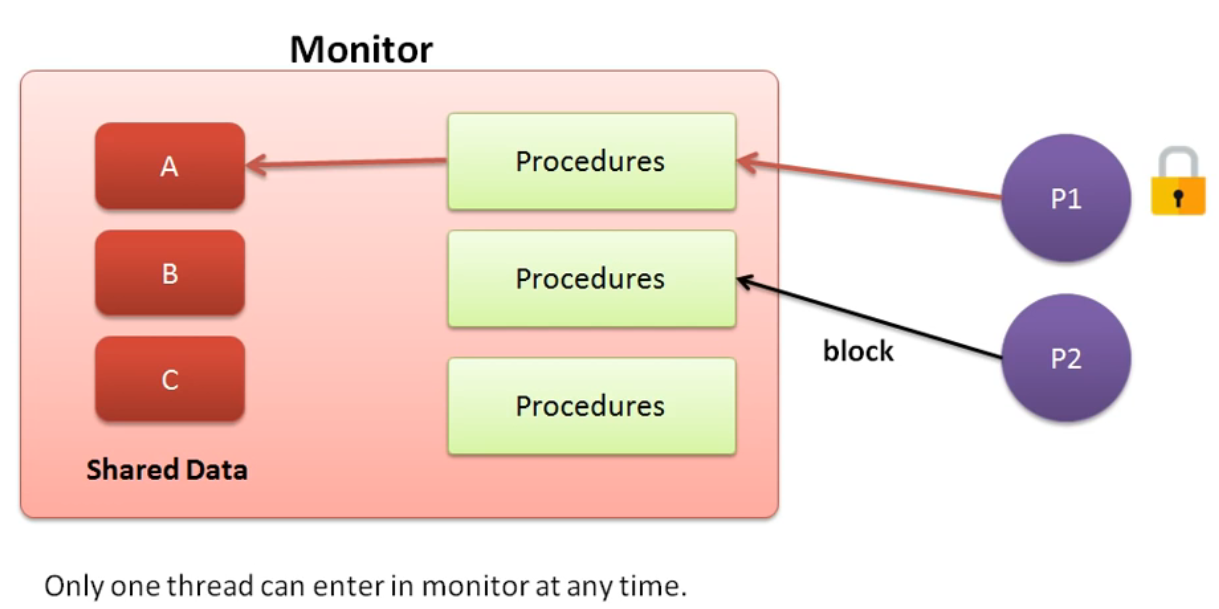 Monitor
A
Procedures
P1
B
Procedures
block
P2
C
Procedures
Shared Data
Only one thread can enter in monitor at any time.